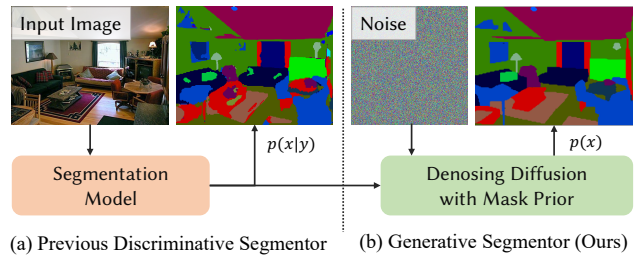 Input Image
Noise
p(x|y)
p(x)
Segmentation
Model
Denosing Diffusion
with Mask Prior
(a) Previous Discriminative Segmentor
(b) Generative Segmentor (Ours)